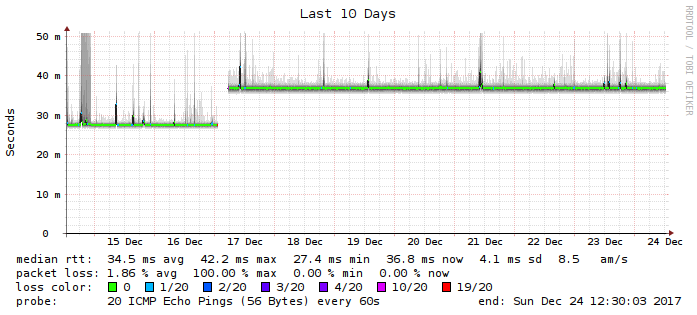 Last 10 Days
RRDTOOL / TOBI OETIKER
Seconds
50 m
40 m
30 m
20 m
10 m
0
15 Dec 16 Dec 17 Dec 18 Dec 19 Dec 20 Dec 21 Dec 22 Dec 23 Dec 24 Dec
median rtt: 34.5 ms avg 42.2 ms max 27.4 ms min 36.8 ms now 4.1 ms sd 8.5 am/s
packet loss: 1.86 % avg 100.00 % max 0.00 % min 0.00 % now
loss color: 0 1/20 2/20 3/20 4/20 10/20 19/20
probe: 20 ICMP Echo Pings (56 Bytes) every 60s end: Sun Dec 24 12:30:03 2017